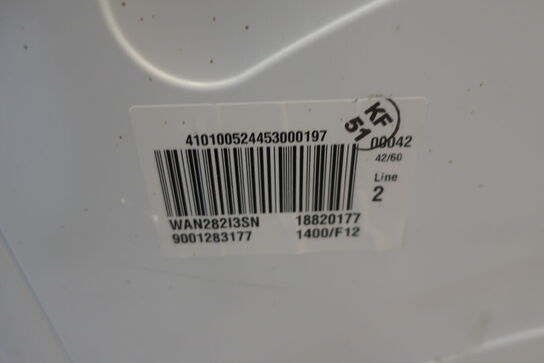 KF
51
410100524453000197
00042
42/60
Line
2
WAN282I3SN 18820177
9001283177 1400/F12